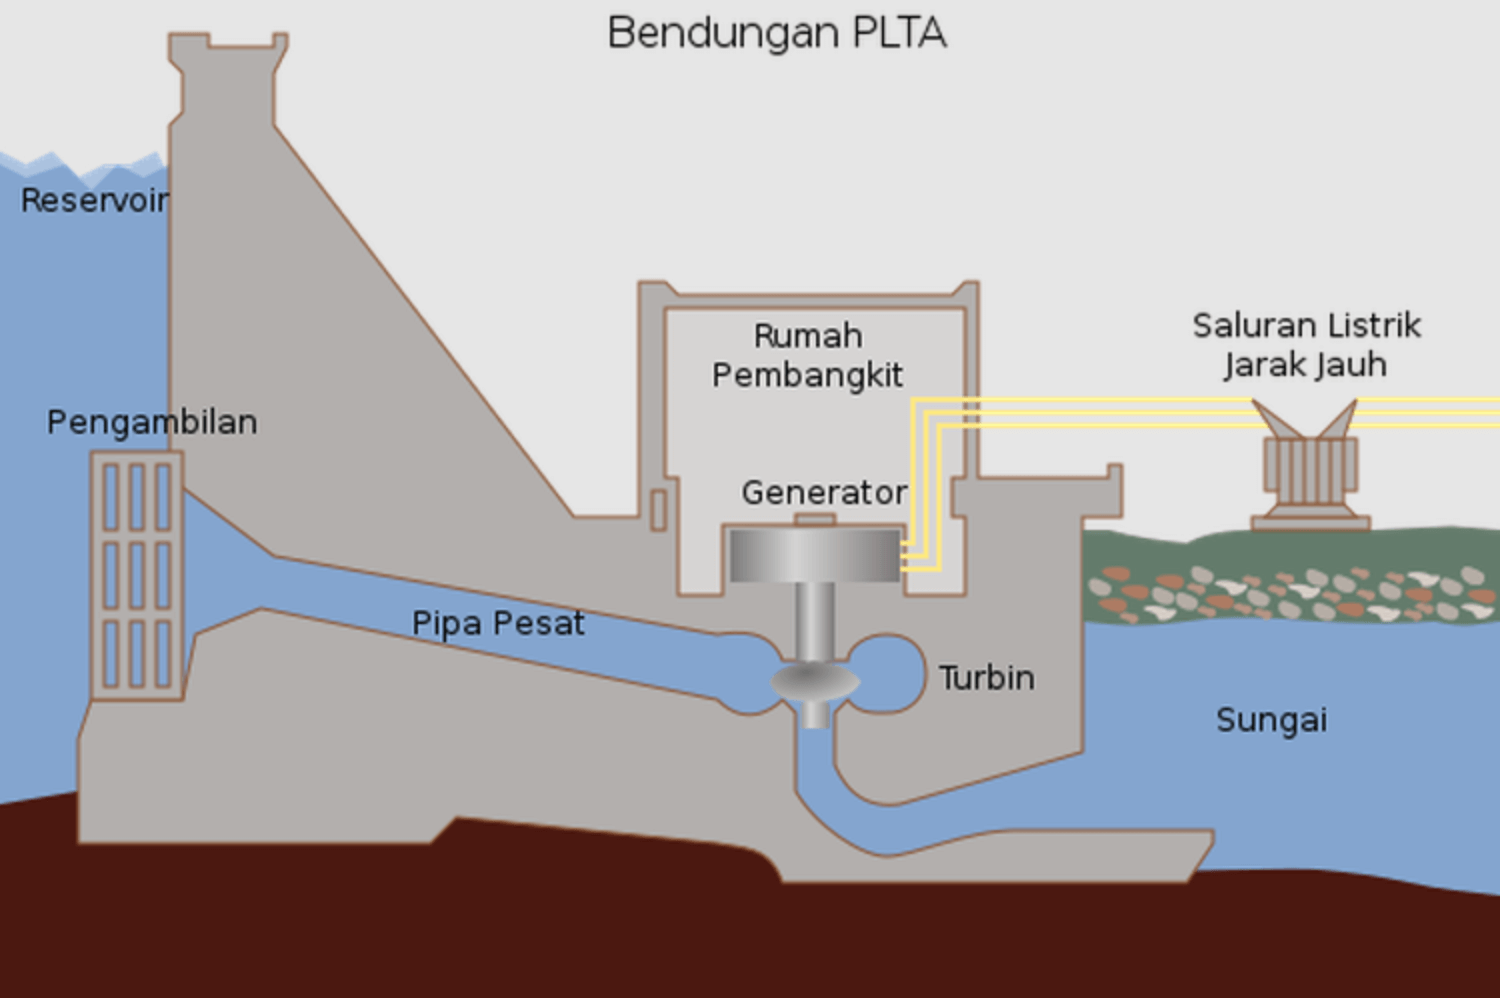 Bendungan PLTA
Reservoir
Rumah
Pembangkit
Saluran Listrik
Jarak Jauh
Pengambilan
Generator
Pipa Pesat
Turbin
Sungai